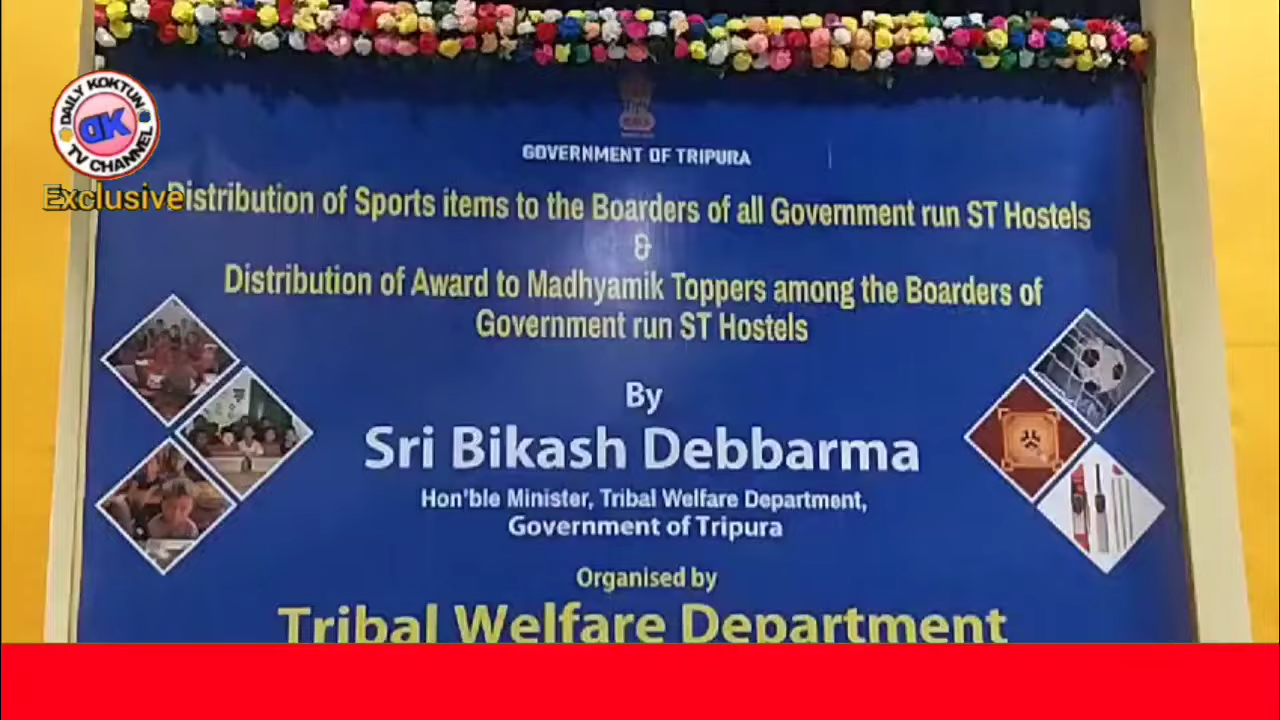 DAILY KOKTUN
DK
TV CHANNEL
Exclusive
GOVERNMENT OF TRIPURA
Distribution of Sports items to the Boarders of all Government run ST Hostels
&
Distribution of Award to Madhyamik Toppers among the Boarders of
Government run ST Hostels
By
Sri Bikash Debbarma
Hon'ble Minister, Tribal Welfare Department,
Government of Tripura
Organised by
Tribal Welfare Department